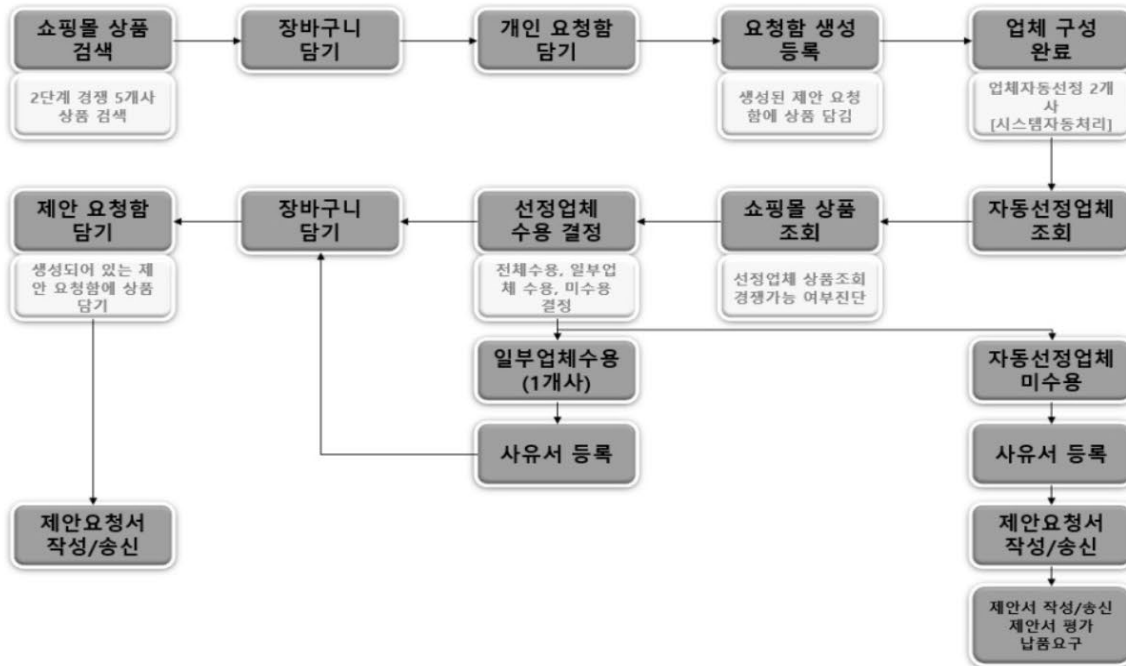 쇼핑몰 상품
검색
2단계 경쟁 5개사
상품 검색
장바구니
담기
개인 요청함
담기
요청함 생성
등록
생성된 제안 요청
함에 상품 담김
업체 구성
완료
업체자동선정 2개
사
[시스템자동처리]
제안 요청함
담기
생성되어 있는 제
안 요청함에 상품
담기
장바구니
담기
선정업체
수용 결정
전체수용, 일부업
체 수용, 미수용
결정
쇼핑몰 상품
조회
선정업체 상품조회
경쟁가능 여부진단
자동선정업체
조회
일부업체수용
(1개사)
자동선정업체
미수용
사유서 등록
사유서 등록
제안요청서
작성/송신
제안요청서
작성/송신
제안서 작성/송신
제안서 평가
납품요구